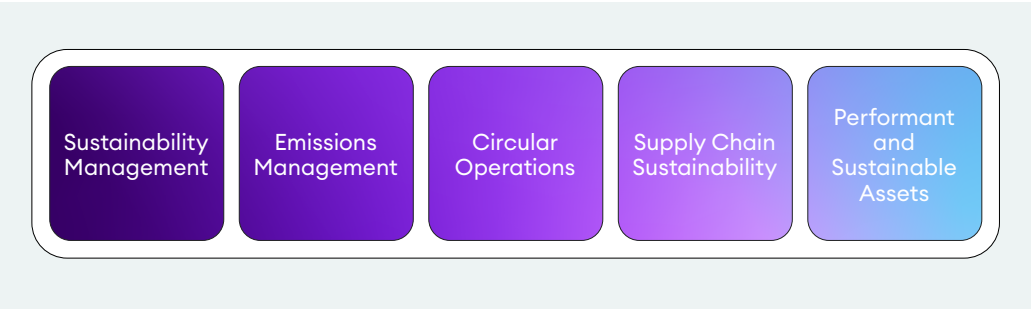 Sustainability
Management
Emissions
Management
Circular
Operations
Supply Chain
Sustainability
Performant
and
Sustainable
Assets